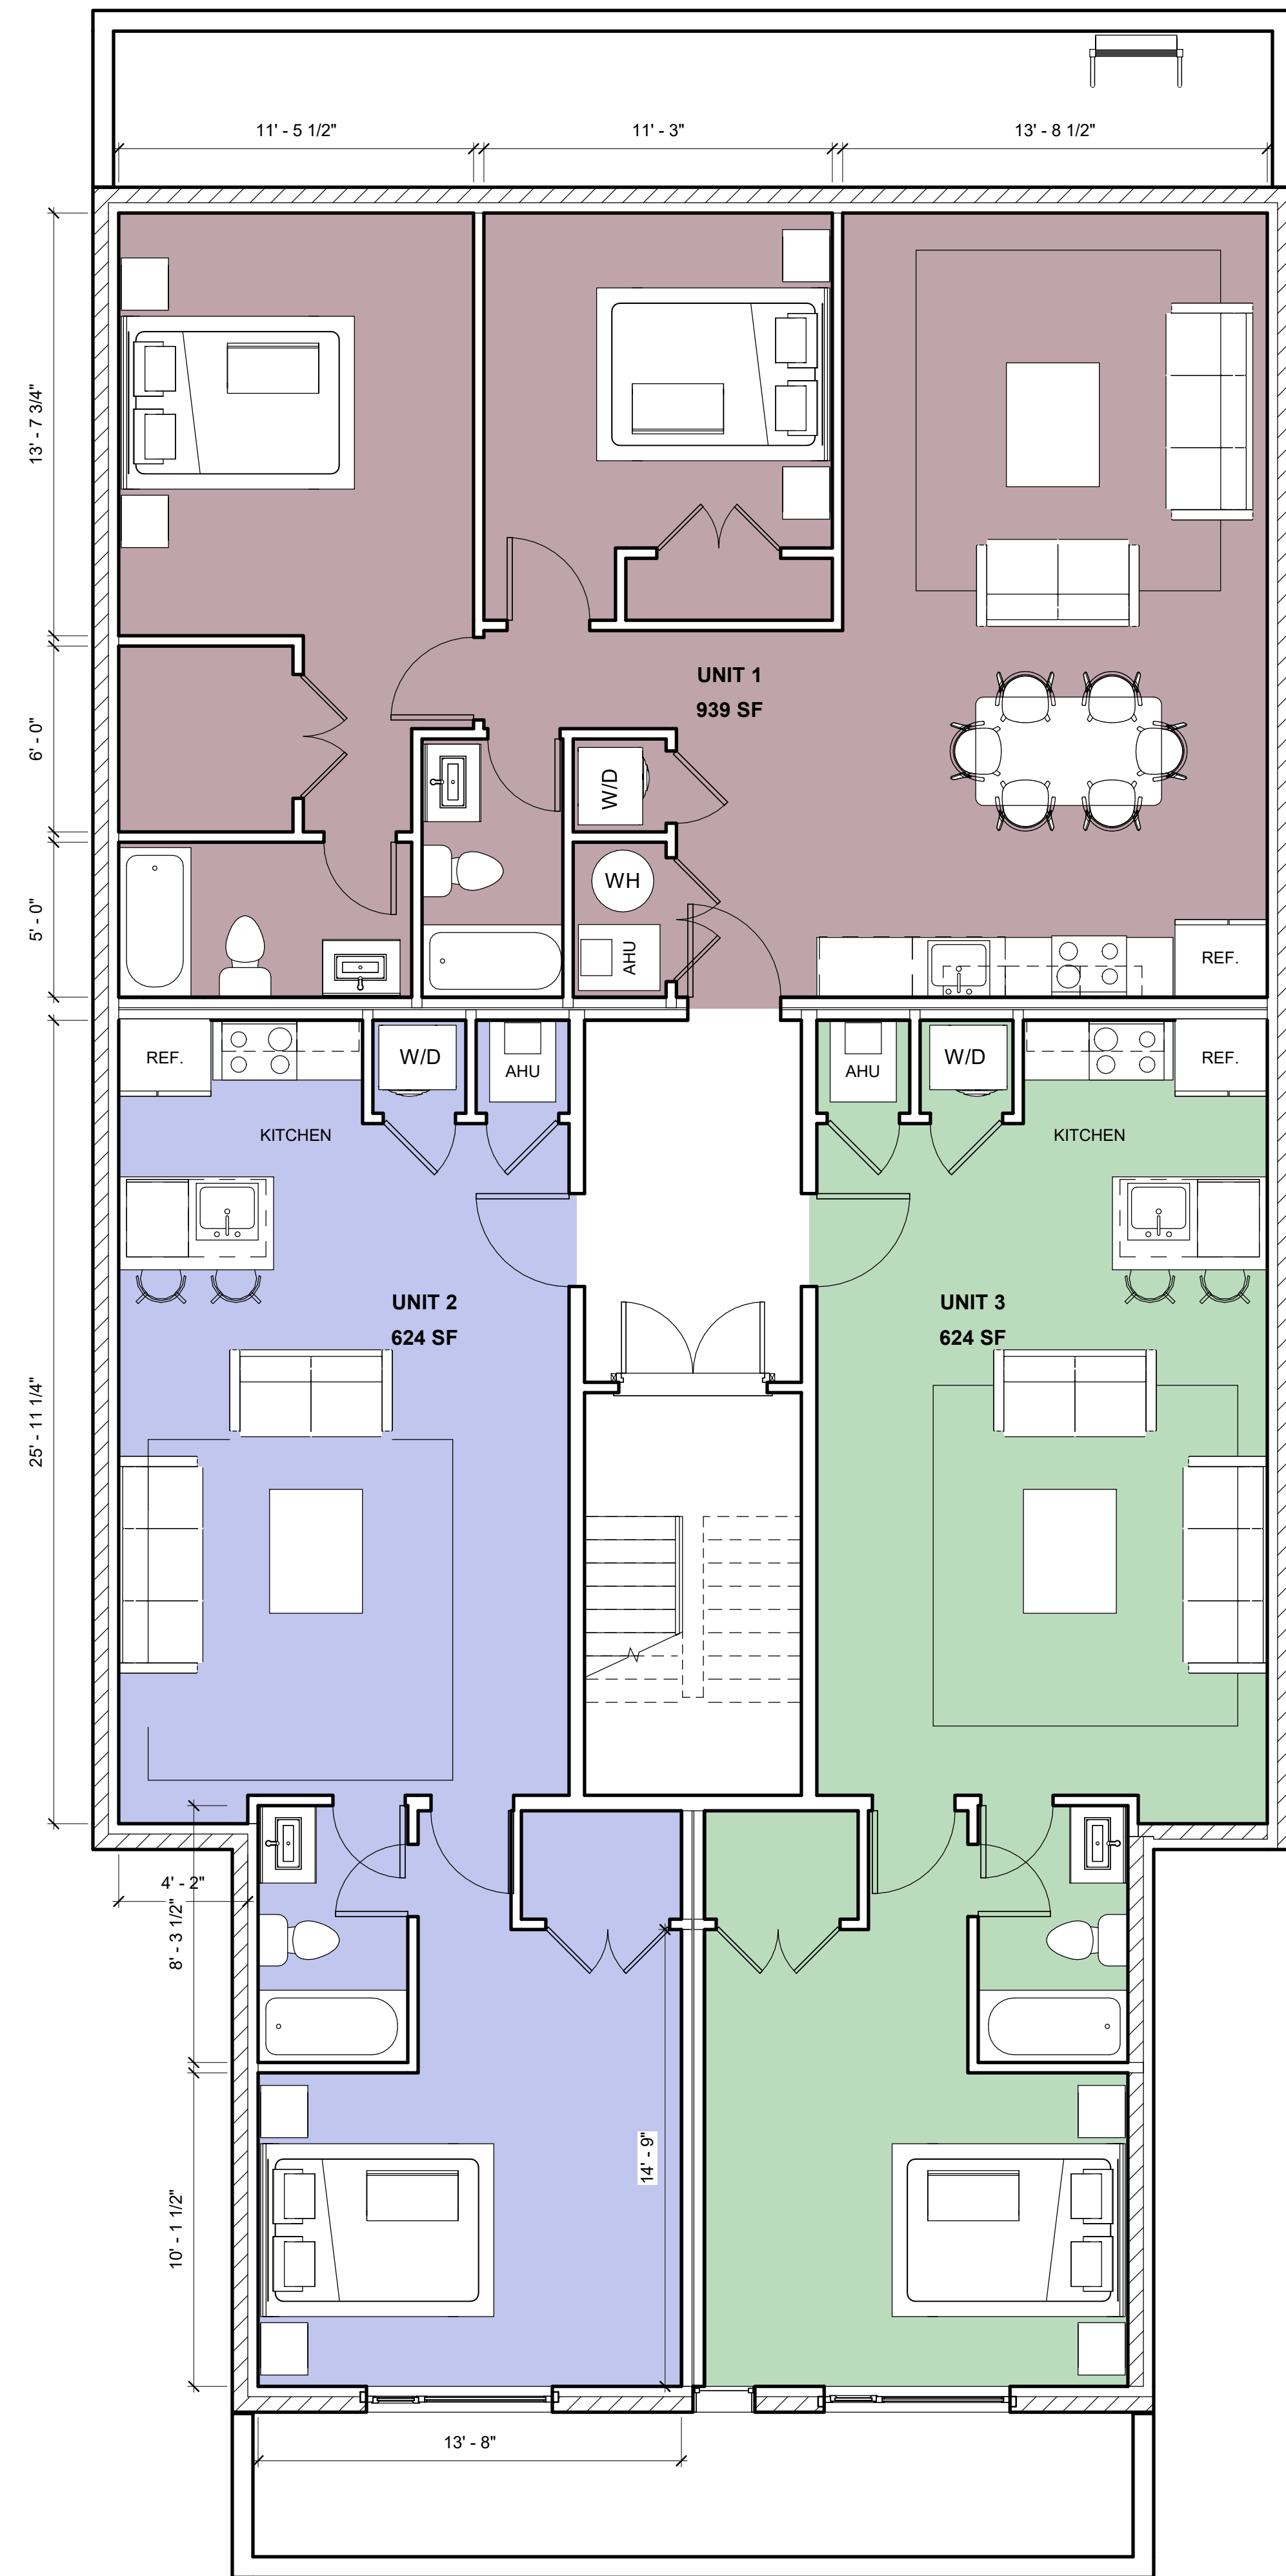 11' - 5 1/2"
11' - 3"
13' - 8 1/2"
13' - 7 3/4"
UNIT 1
939 SF
6' - 0"
W/D
5' - 0"
WH
AHU
REF.
REF.
W/D
AHU
AHU
W/D
REF.
KITCHEN
KITCHEN
UNIT 2
624 SF
UNIT 3
624 SF
25' - 11 1/4"
4' - 2"
8' - 3 1/2"
14' - 9"
10' - 1 1/2"
13' - 8"